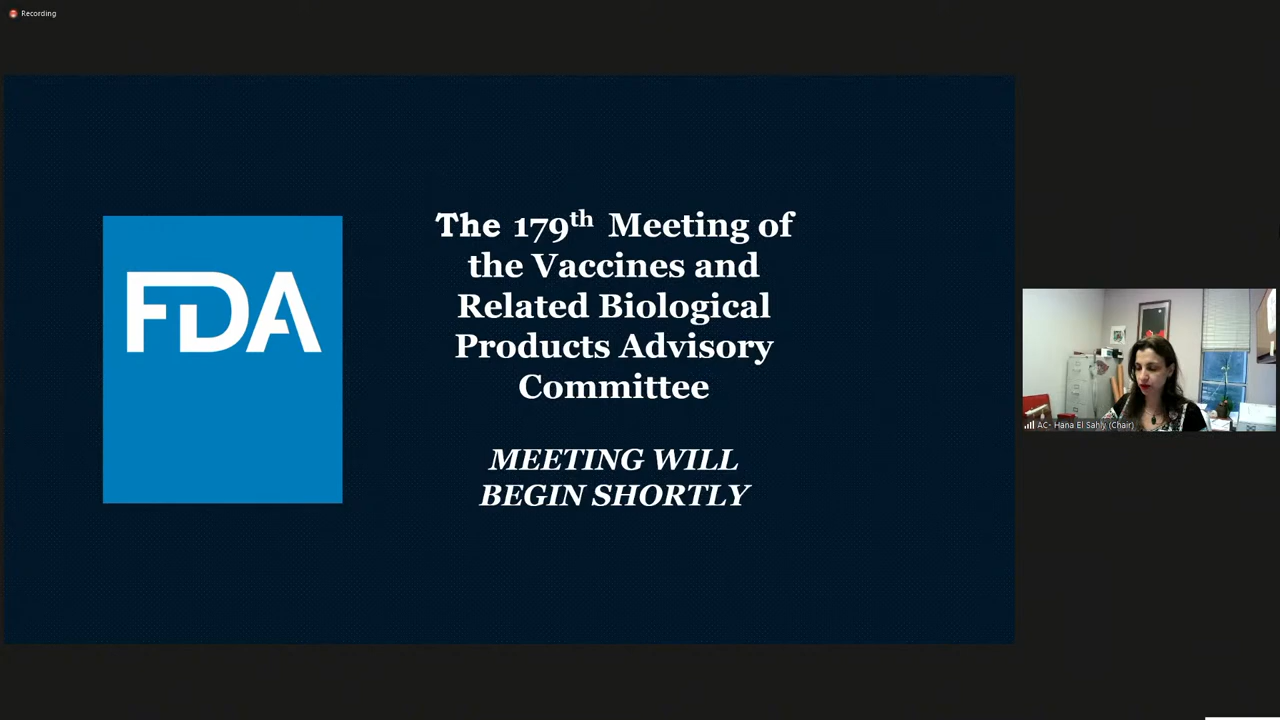 Recording
FDA
The 179th Meeting of
the Vaccines and
Related Biological
Products Advisory
Committee
MEETING WILL
BEGIN SHORTLY
AC- Hana El Sahly (Chair)